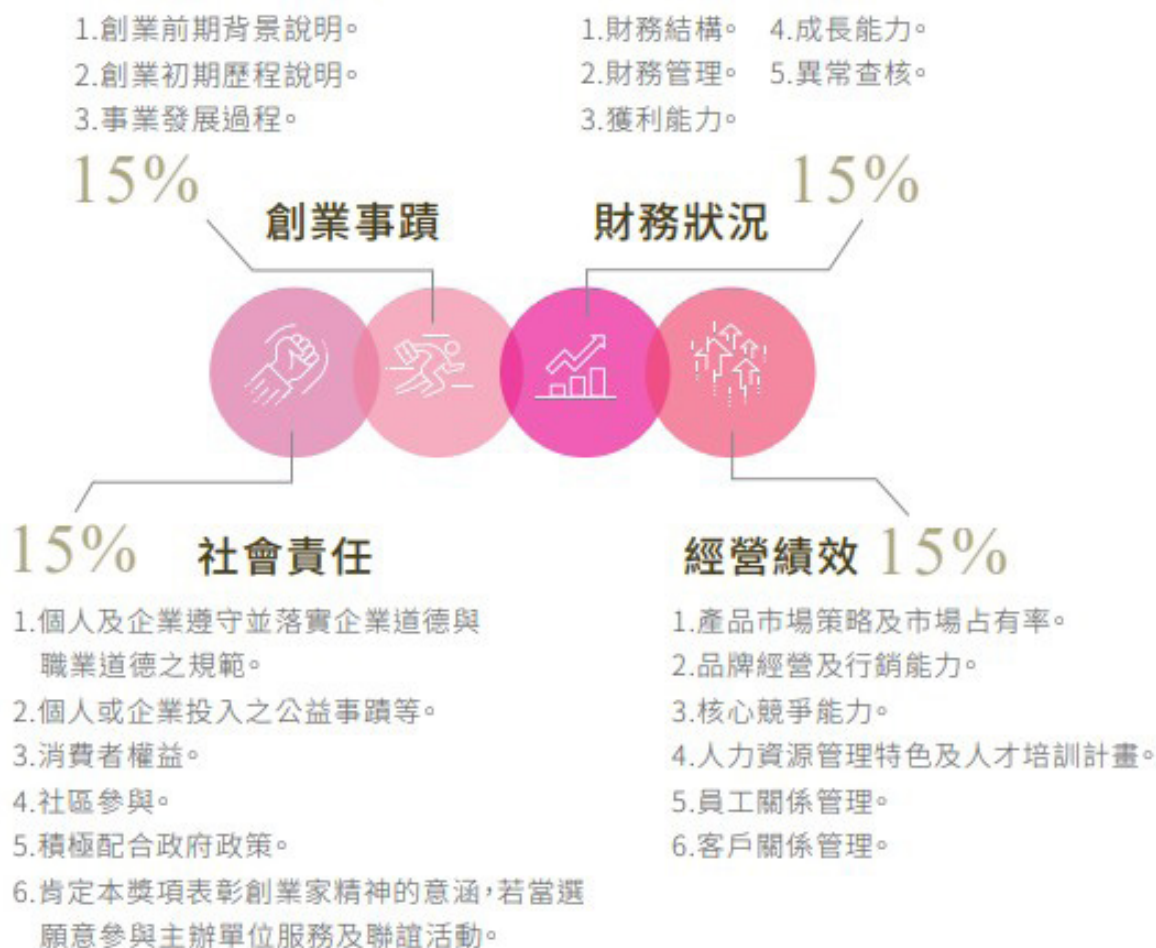 1.創業前期背景說明。
2.創業初期歷程說明。
3.事業發展過程。
15%
創業事蹟
1.財務結構。 4.成長能力。
2.財務管理。 5.異常查核。
3.獲利能力。
15%
財務狀況
15% 社會責任
1.個人及企業遵守並落實企業道德與
職業道德之規範。
2.個人或企業投入之公益事蹟等。
3.消費者權益。
4.社區參與。
5.積極配合政府政策。
6.肯定本獎項表彰創業家精神的意涵,若當選
願意參與主辦單位服務及聯誼活動。
經營績效 15%
1.產品市場策略及市場占有率。
2.品牌經營及行銷能力。
3.核心競爭能力。
4.人力資源管理特色及人才培訓計畫。
5.員工關係管理。
6.客戶關係管理。